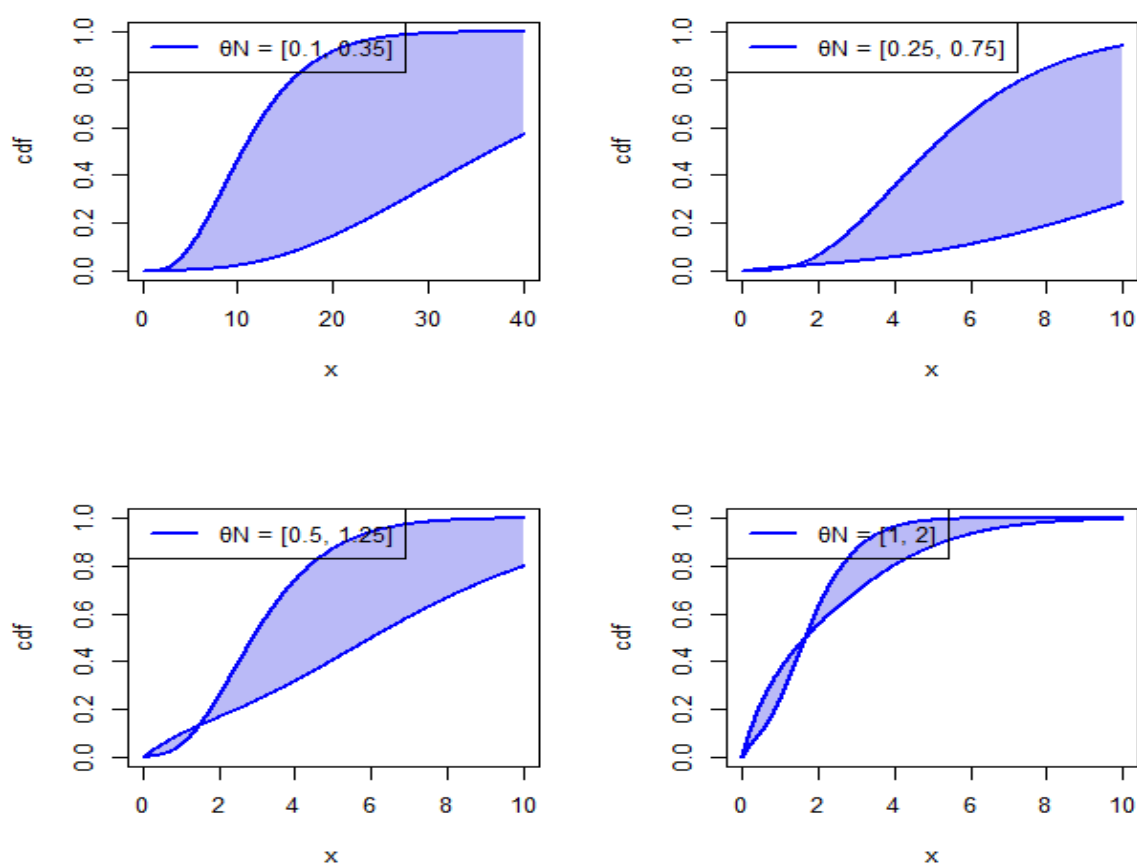 θN = [0.1, 0.35]
cdf
0.0 0.2 0.4 0.6 0.8 1.0
0 10 20 30 40
x
θN = [0.25, 0.75]
cdf
0.0 0.2 0.4 0.6 0.8 1.0
0 2 4 6 8 10
x
θN = [0.5, 1.25]
cdf
0.0 0.2 0.4 0.6 0.8 1.0
0 2 4 6 8 10
x
θN = [1, 2]
cdf
0.0 0.2 0.4 0.6 0.8 1.0
0 2 4 6 8 10
x